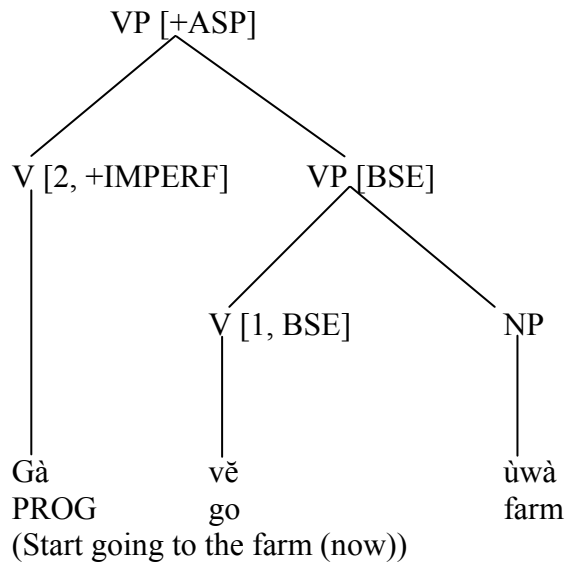 VP [+ASP]
V [2, +IMPERF] VP [BSE]
V [1, BSE] NP
Gà vĕ ùwà
PROG go farm
(Start going to the farm (now))